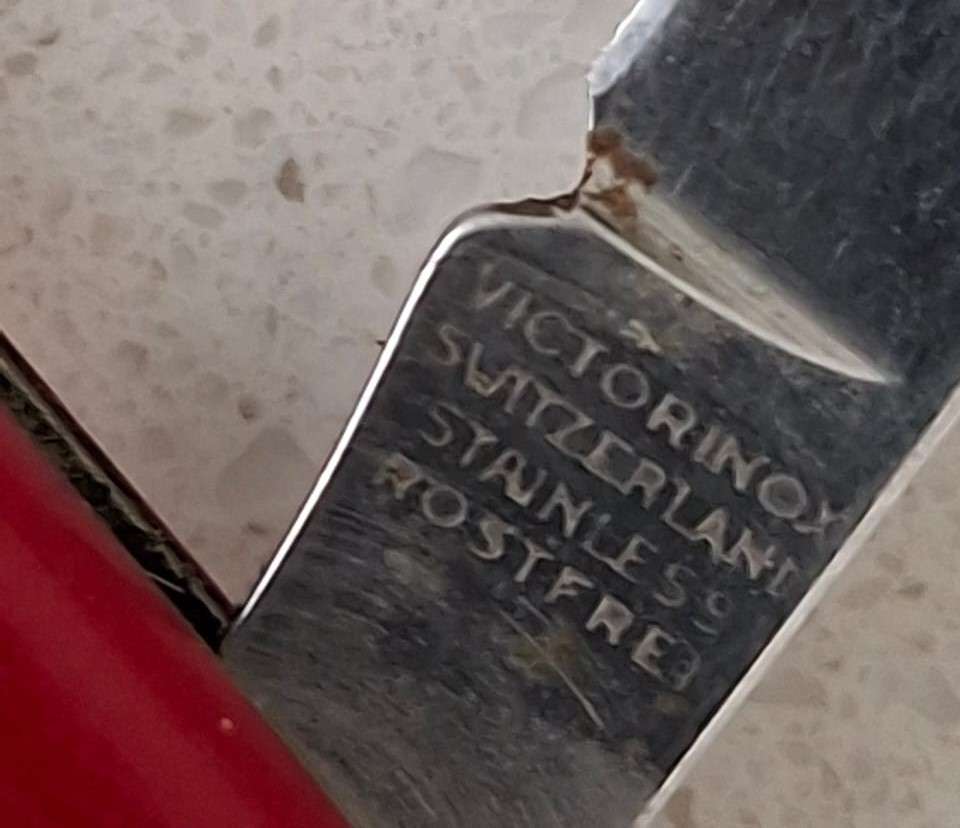 VICTORINOX
SWITZERLAND
STAINLESS
ROSTFREI